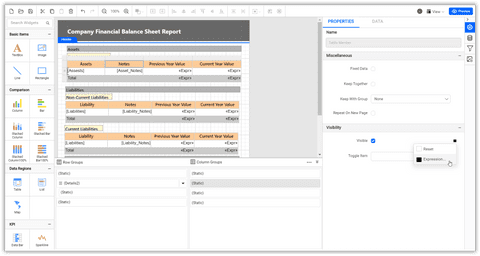 100%
View
Preview
Search Widgets
Basic Items
TextBox
Image
Line
Rectangle
Comparison
Column
Bar
Stacked Column
Stacked Bar
Stacked Column100%
Stacked Bar100%
Data Regions
Table
List
Map
KPI
Data Bar
Sparkline
Company Financial Balance Sheet Report
Header
Assets
Assets Notes Previous Year Value Current Year Value
[Assets] [Asset_Notes] «Expr» «Expr»
Total «Expr» «Expr»
Liabilities
Non-Current Liabilities
Liability Notes Previous Year Value Current Year Value
[Liabilities] [Liability_Notes] «Expr» «Expr»
Total «Expr» «Expr»
Current Liabilities
Liability Notes Previous Year Value Current Year Value
[Liabilities] [Liability_Notes] «Expr» «Expr»
Total «Expr» «Expr»
Row Groups
(Static)
(Details2)
(Static)
(Static)
Column Groups
(Static)
(Static)
(Static)
(Static)
PROPERTIES
DATA
Name
Miscellaneous
Fixed Data
Keep Together
Keep With Group
None
Repeat On New Page
Visibility
Visible
Toggle Item
Reset
Expression...